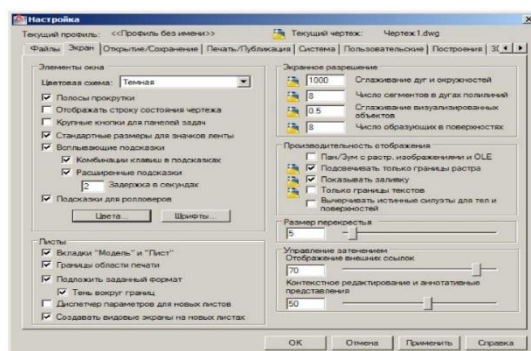 Настройка
Текущий профиль: <<Профиль без имени>> Текущий чертеж: Чертеж1.dwg
Файлы Экран Открытие/Сохранение Печать/Публикация Система Пользовательские Построения 3D
Элементы окна
Цветовая схема: Темная
Полосы прокрутки
Отображать строку состояния чертежа
Крупные кнопки для панелей задач
Стандартные размеры для значков ленты
Всплывающие подсказки
Комбинации клавиш в подсказках
Расширенные подсказки
2 Задержка в секундах
Подсказки для ролловеров
Цвета... Шрифты...
Листы
Вкладки "Модель" и "Лист"
Границы области печати
Подложить заданный формат
Тень вокруг границ
Диспетчер параметров для новых листов
Создавать видовые экраны на новых листах
Экранное разрешение
1000 Сглаживание дуг и окружностей
8 Число сегментов в дугах полилиний
0.5 Сглаживание визуализированных объектов
8 Число образующих в поверхностях
Производительность отображения
Пан/Зум с растр. изображениями и OLE
Подсвечивать только границы растра
Показывать заливку
Только границы текстов
Вычерчивать истинные силуэты для тел и поверхностей
Размер перекрестья
5
Управление затенением
Отображение внешних ссылок
70
Контекстное редактирование и аннотативные представления
50
OK Отмена Применить Справка